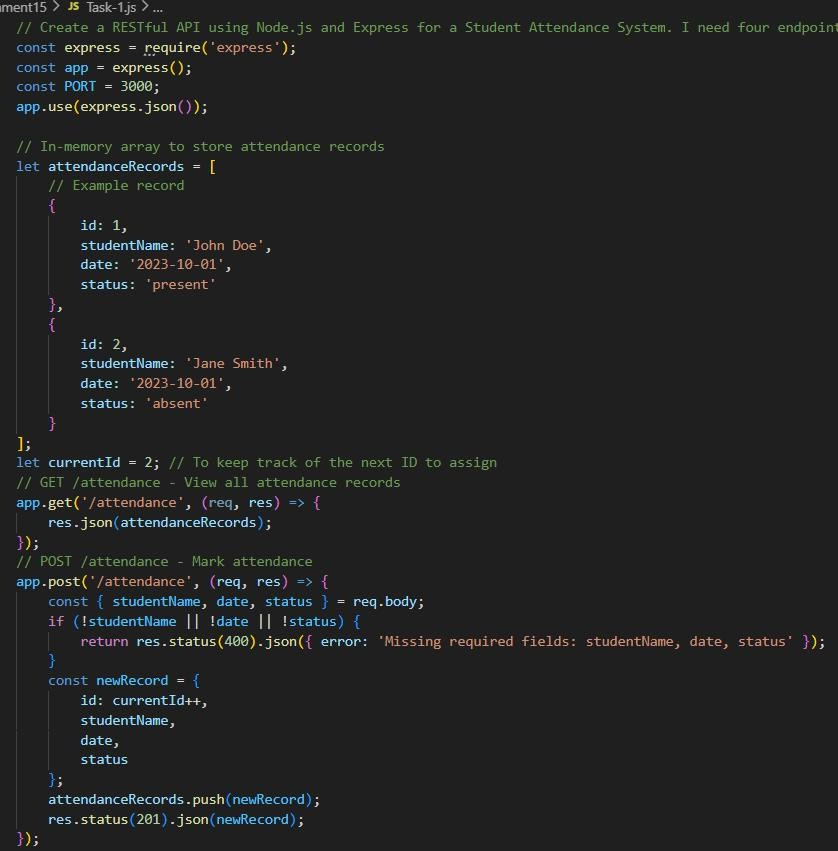 nment15 > JS Task-1.js > ...
// Create a RESTful API using Node.js and Express for a Student Attendance System. I need four endpoint
const express = require('express');
const app = express();
const PORT = 3000;
app.use(express.json());
// In-memory array to store attendance records
let attendanceRecords = [
// Example record
{
id: 1,
studentName: 'John Doe',
date: '2023-10-01',
status: 'present'
},
{
id: 2,
studentName: 'Jane Smith',
date: '2023-10-01',
status: 'absent'
}
];
let currentId = 2; // To keep track of the next ID to assign
// GET /attendance - View all attendance records
app.get('/attendance', (req, res) => {
res.json(attendanceRecords);
});
// POST /attendance - Mark attendance
app.post('/attendance', (req, res) => {
const { studentName, date, status } = req.body;
if (!studentName || !date || !status) {
return res.status(400).json({ error: 'Missing required fields: studentName, date, status' });
}
const newRecord = {
id: currentId++,
studentName,
date,
status
};
attendanceRecords.push(newRecord);
res.status(201).json(newRecord);
});